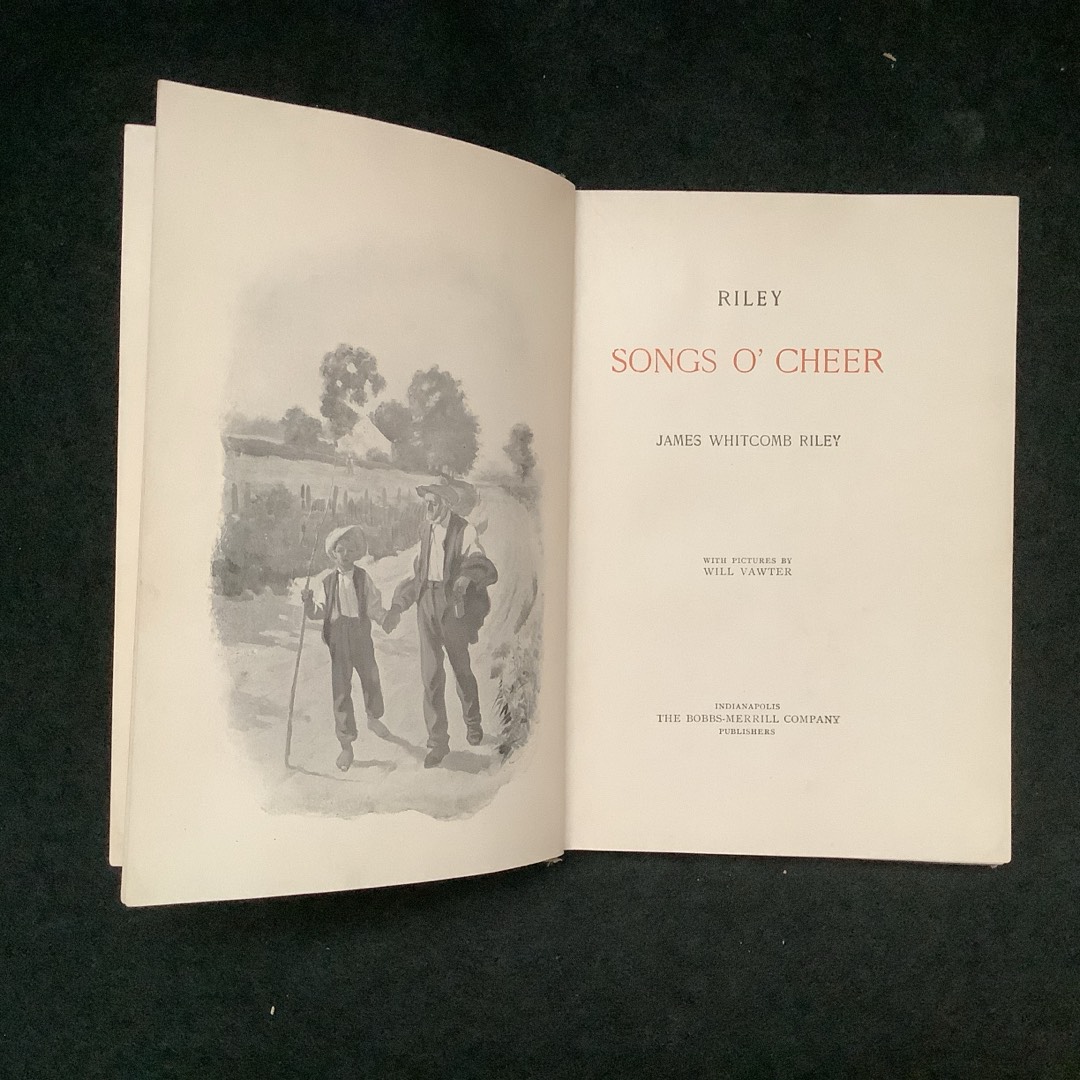 RILEY
SONGS O' CHEER
JAMES WHITCOMB RILEY
WITH PICTURES BY
WILL VAWTER
INDIANAPOLIS
THE BOBBS-MERRILL COMPANY
PUBLISHERS